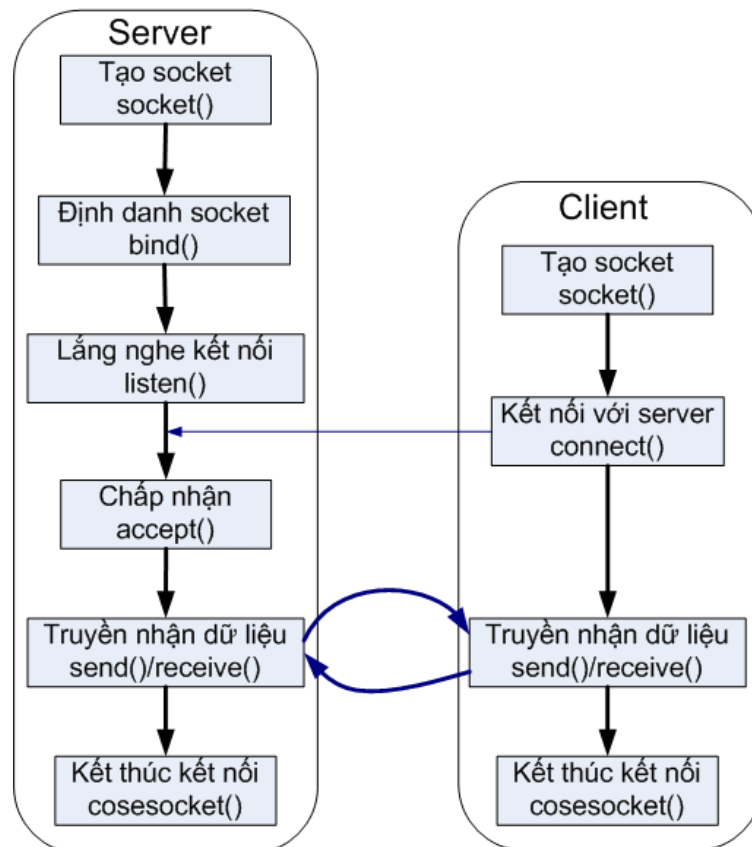 Server
Tạo socket
socket()
Định danh socket
bind()
Lắng nghe kết nối
listen()
Chấp nhận
accept()
Truyền nhận dữ liệu
send()/receive()
Kết thúc kết nối
cosesocket()
Client
Tạo socket
socket()
Kết nối với server
connect()
Truyền nhận dữ liệu
send()/receive()
Kết thúc kết nối
cosesocket()